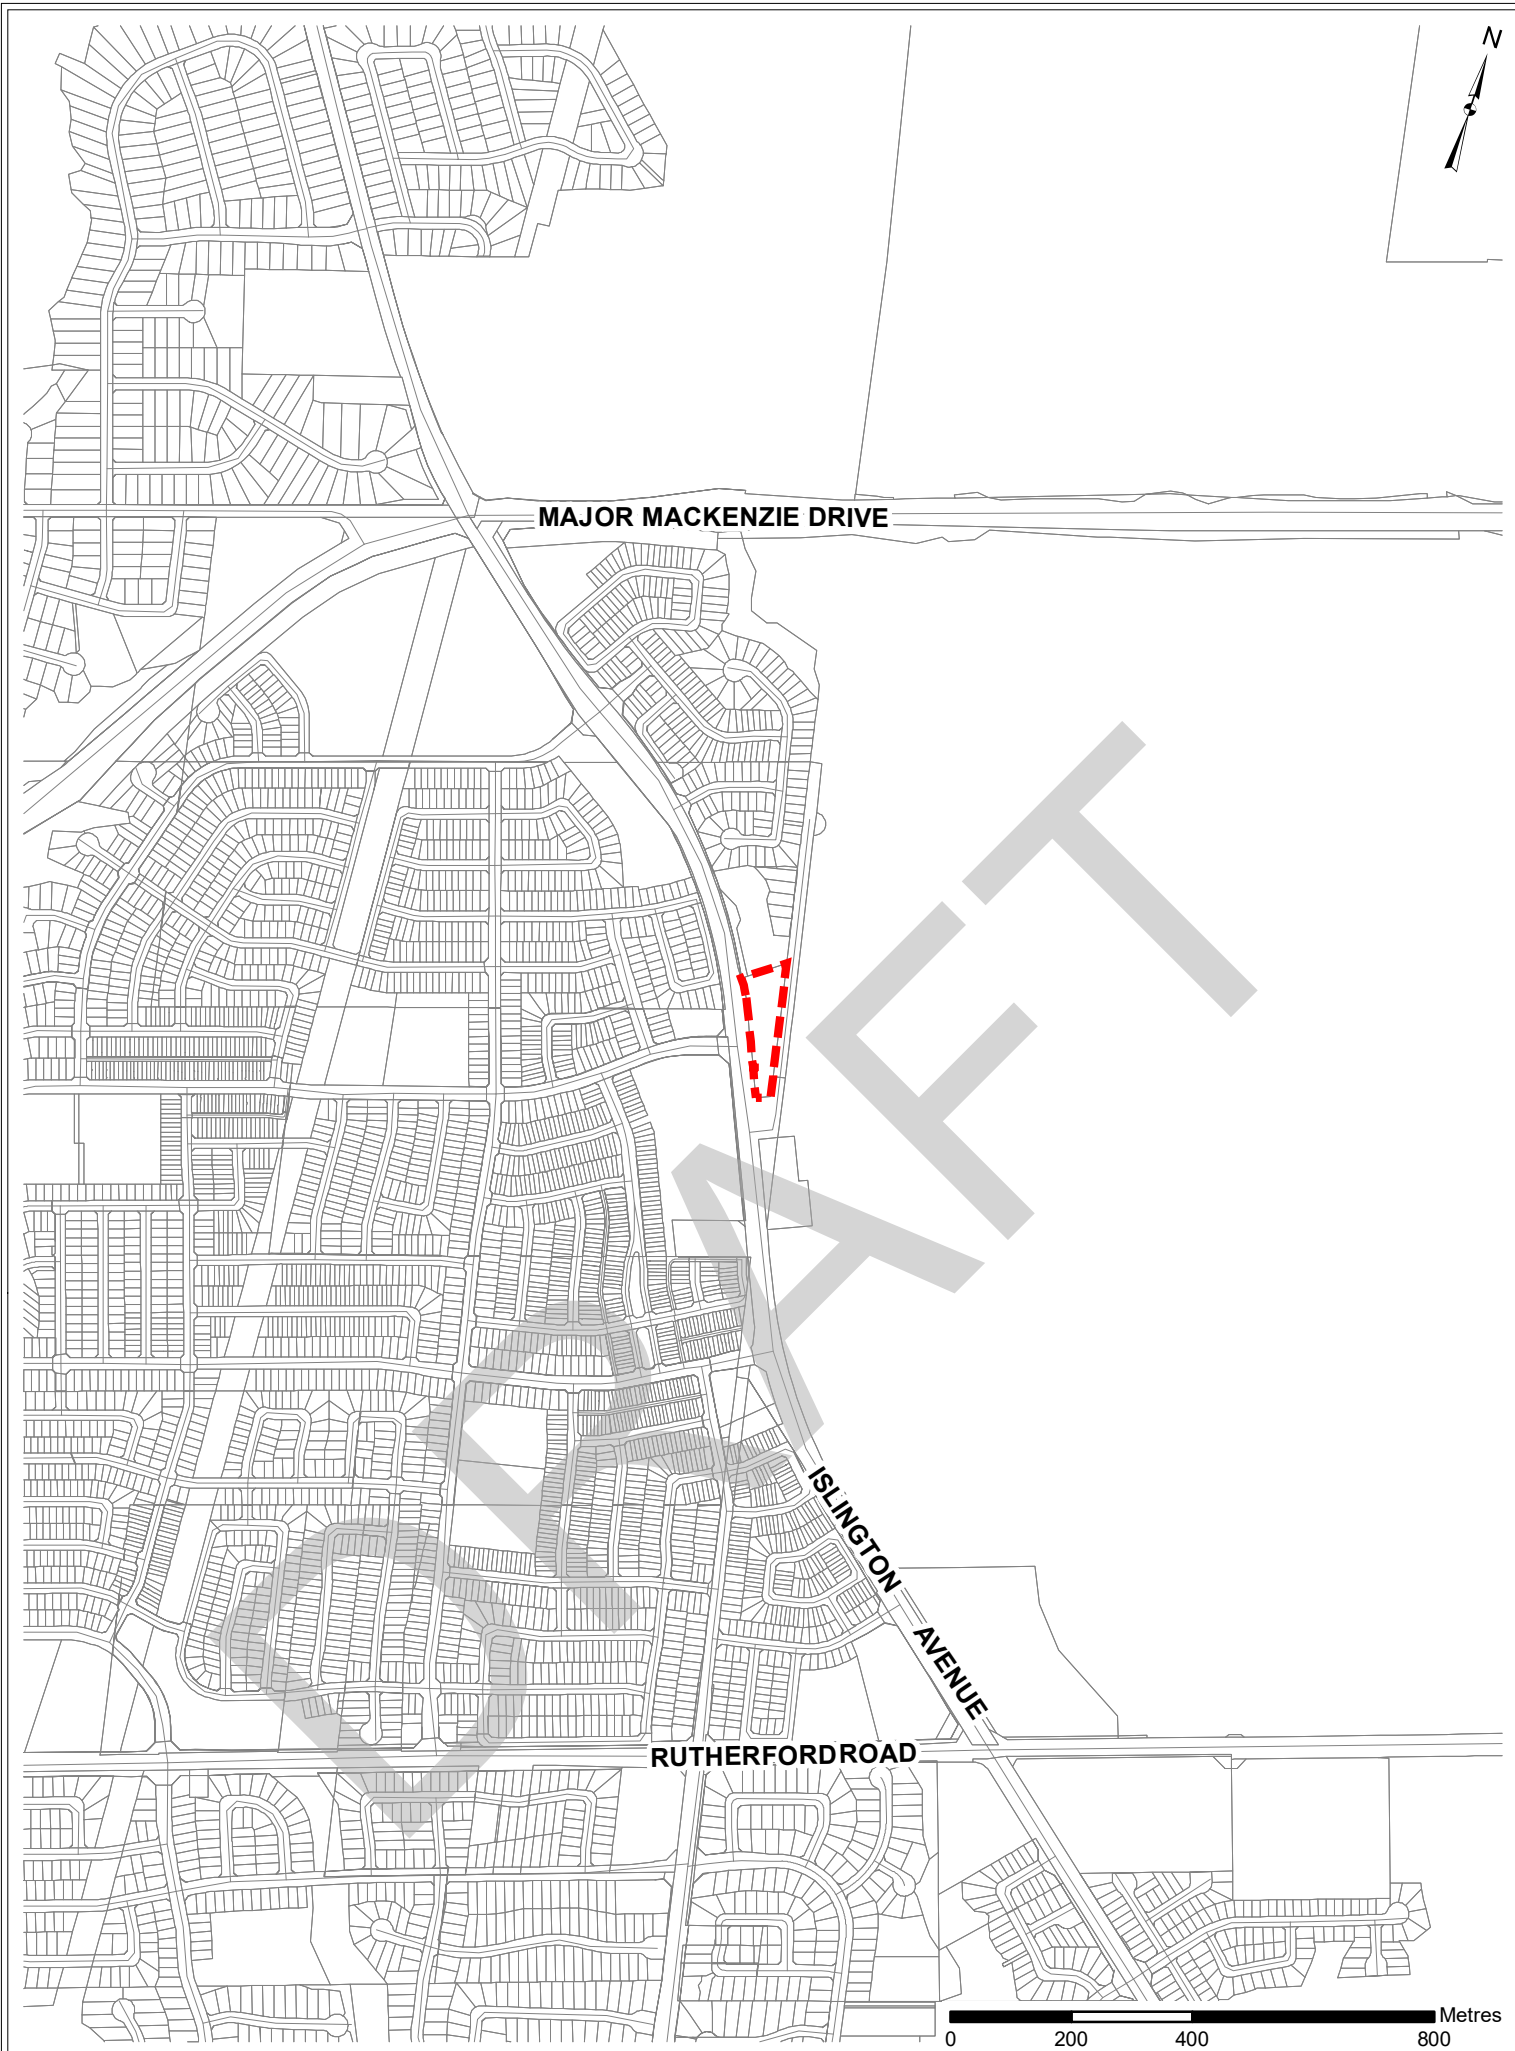 N
MAJOR MACKENZIE DRIVE
DRAFT
ISLINGTON AVENUE
RUTHERFORD ROAD
Metres
0 200 400 800